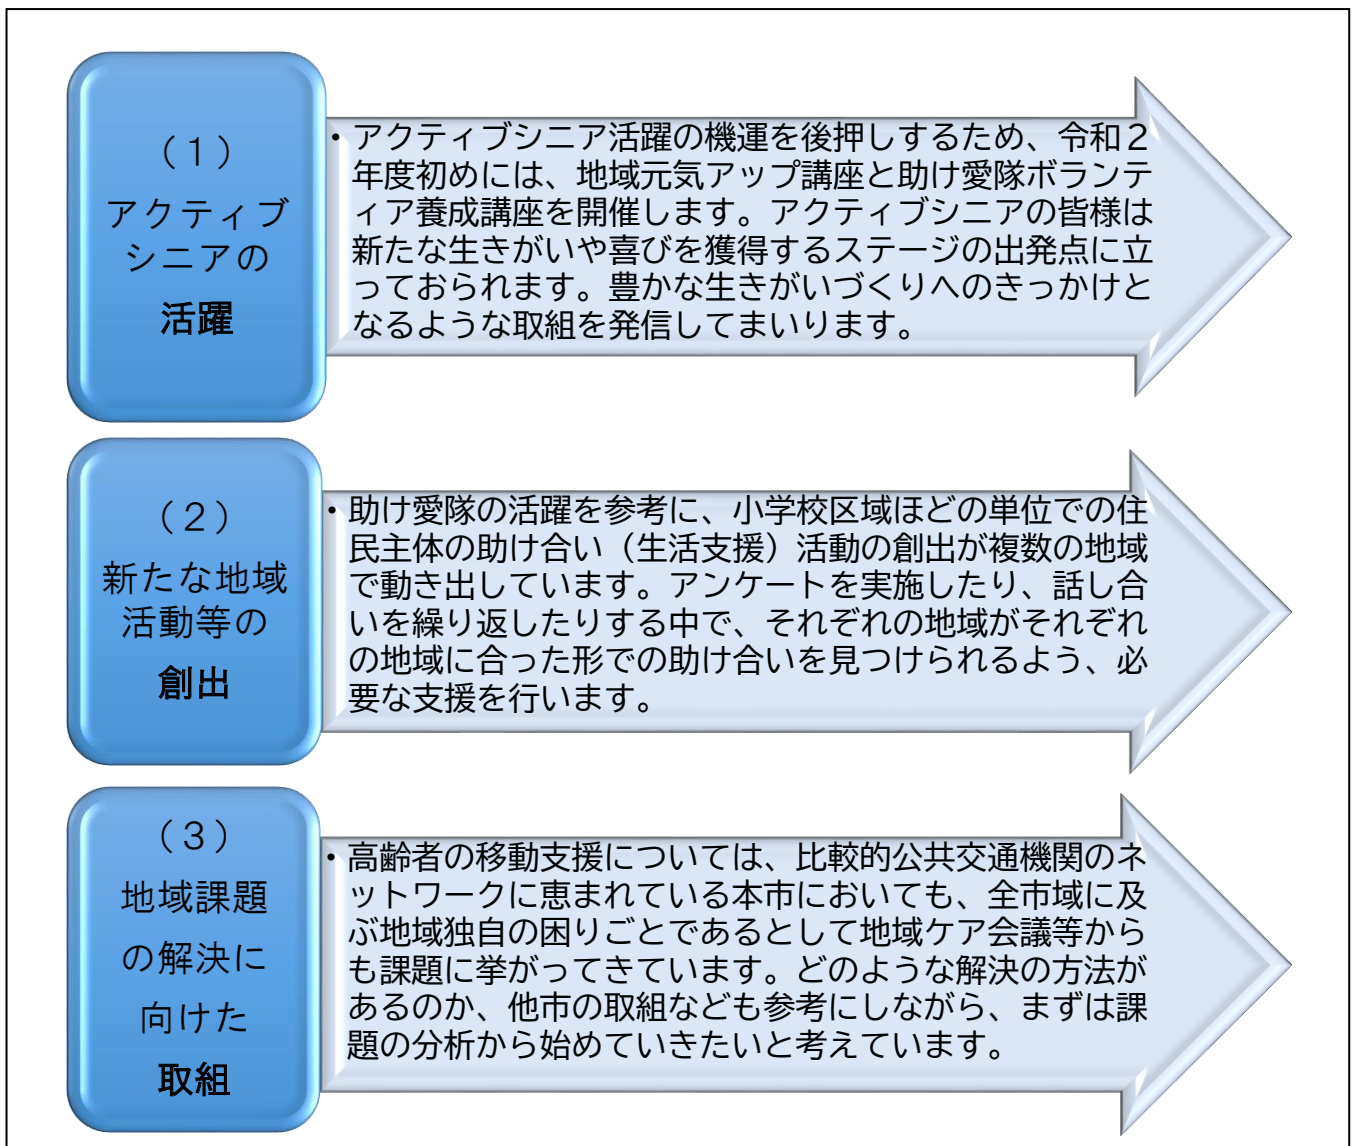 （１）
アクティブ
シニアの
活躍
・アクティブシニア活躍の機運を後押しするため、令和２
年度初めには、地域元気アップ講座と助け愛隊ボランテ
ィア養成講座を開催します。アクティブシニアの皆様は
新たな生きがいや喜びを獲得するステージの出発点に立
っておられます。豊かな生きがいづくりへのきっかけと
なるような取組を発信してまいります。
（２）
新たな地域
活動等の
創出
・助け愛隊の活躍を参考に、小学校区域ほどの単位での住
民主体の助け合い（生活支援）活動の創出が複数の地域
で動き出しています。アンケートを実施したり、話し合
いを繰り返したりする中で、それぞれの地域がそれぞれ
の地域に合った形での助け合いを見つけられるよう、必
要な支援を行います。
（３）
地域課題
の解決に
向けた
取組
・高齢者の移動支援については、比較的公共交通機関のネ
ットワークに恵まれている本市においても、全市域に及
ぶ地域独自の困りごとであるとして地域ケア会議等から
も課題に挙がってきています。どのような解決の方法が
あるのか、他市の取組なども参考にしながら、まずは課
題の分析から始めていきたいと考えています。